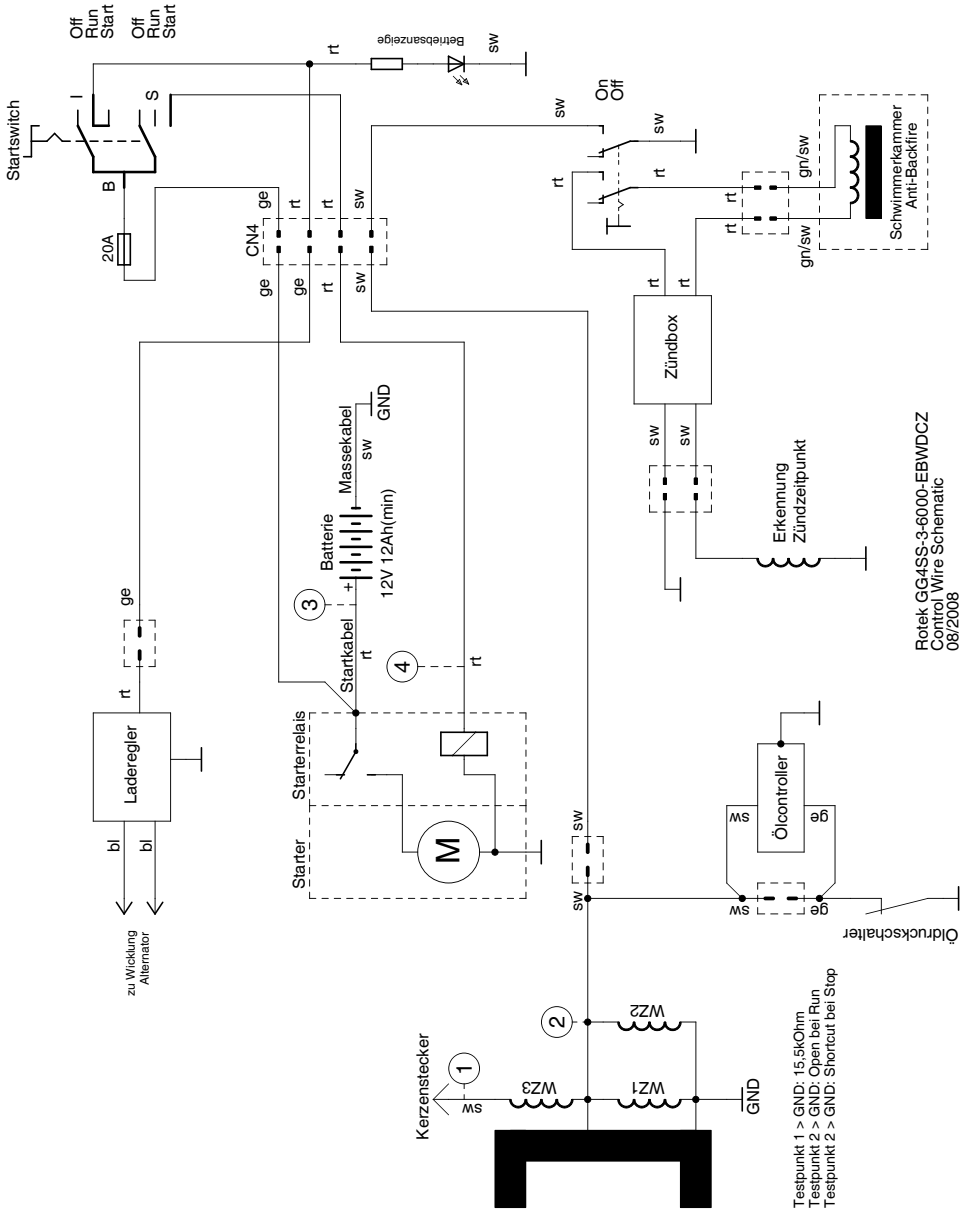 Startswitch
Off
Run
Start
Off
Run
Start
I
S
B
20A
rt
Betriebsanzeige
sw
CN4
ge
rt
rt
sw
ge
ge
rt
sw
sw
On
Off
sw
rt
rt
rt
rt
gn/sw
gn/sw
Schwimmerkammer
Anti-Backfire
rt
rt
Zündbox
sw
sw
Erkennung
Zündzeitpunkt
Batterie
12V 12Ah(min)
+
Massekabel
sw
GND
3
Startkabel
rt
4
rt
ge
rt
Laderegler
bl
bl
zu Wicklung
Alternator
Starterrelais
Starter
M
sw
sw
sw
sw
ge
ge
Ölcontroller
Öldruckschalter
Kerzenstecker
1
sw
WZ3
2
WZ2
WZ1
GND
Testpunkt 1 > GND: 15,5kOhm
Testpunkt 2 > GND: Open bei Run
Testpunkt 2 > GND: Shortcut bei Stop
Rotek GG4SS-3-6000-EBWDCZ
Control Wire Schematic
08/2008